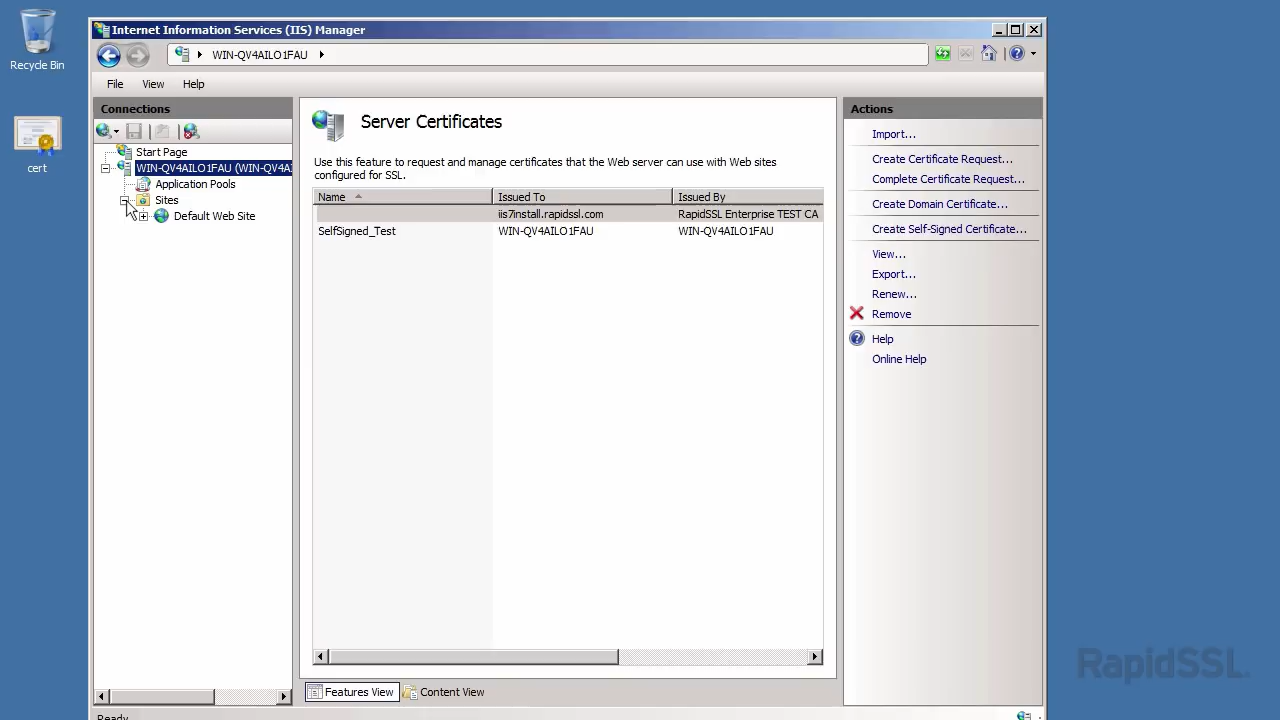 Recycle Bin
cert
Internet Information Services (IIS) Manager
WIN-QV4AILO1FAU
File View Help
Connections
Start Page
WIN-QV4AILO1FAU (WIN-QV4AI
Application Pools
Sites
Default Web Site
Server Certificates
Use this feature to request and manage certificates that the Web server can use with Web sites
configured for SSL.
Name Issued To Issued By
iis7install.rapidssl.com RapidSSL Enterprise TEST CA
SelfSigned_Test WIN-QV4AILO1FAU WIN-QV4AILO1FAU
Features View Content View
Actions
Import...
Create Certificate Request...
Complete Certificate Request...
Create Domain Certificate...
Create Self-Signed Certificate...
View...
Export...
Renew...
Remove
Help
Online Help
Ready
RapidSSL.